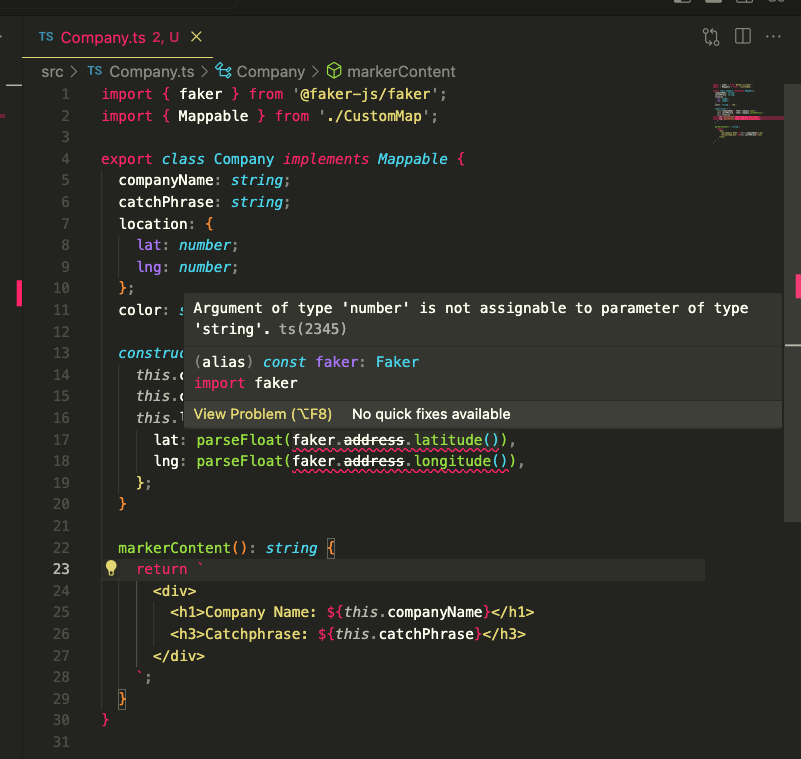 TS Company.ts 2, U
src > TS Company.ts > Company > markerContent
1 import { faker } from '@faker-js/faker';
2 import { Mappable } from './CustomMap';
3
4 export class Company implements Mappable {
5 companyName: string;
6 catchPhrase: string;
7 location: {
8 lat: number;
9 lng: number;
10 };
11 color:
12
13 construc
14 this.
15 this.
16 this.
Argument of type 'number' is not assignable to parameter of type
'string'. ts(2345)
(alias) const faker: Faker
import faker
View Problem (⌥F8) No quick fixes available
17 lat: parseFloat(faker.address.latitude()),
18 lng: parseFloat(faker.address.longitude()),
19 };
20 }
21
22 markerContent(): string {
23 return `
24 <div>
25 <h1>Company Name: ${this.companyName}</h1>
26 <h3>Catchphrase: ${this.catchPhrase}</h3>
27 </div>
28 `;
29 }
30 }
31